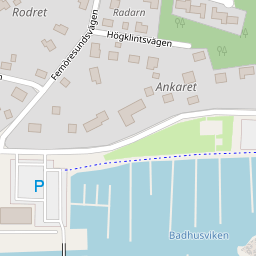 Rodret
Radarn
Högklintsvägen
Femöresundsvägen
Ankaret
P
Badhusviken